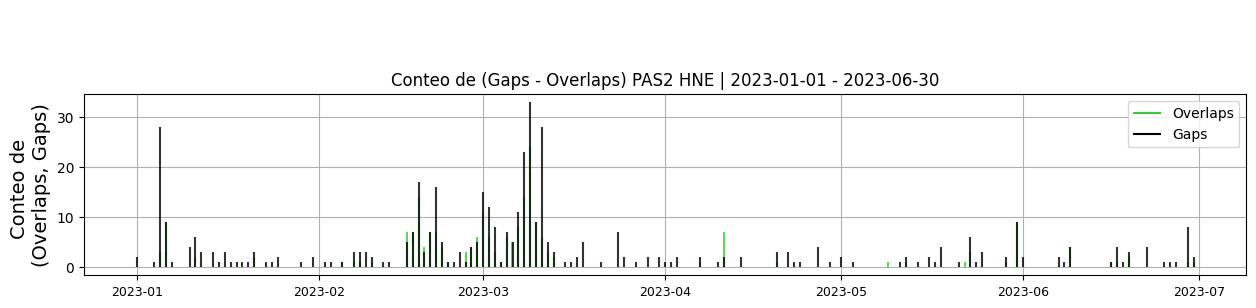 Conteo de (Gaps - Overlaps) PAS2 HNE | 2023-01-01 - 2023-06-30
Conteo de
(Overlaps, Gaps)
30
20
10
0
Overlaps
Gaps
2023-01
2023-02
2023-03
2023-04
2023-05
2023-06
2023-07